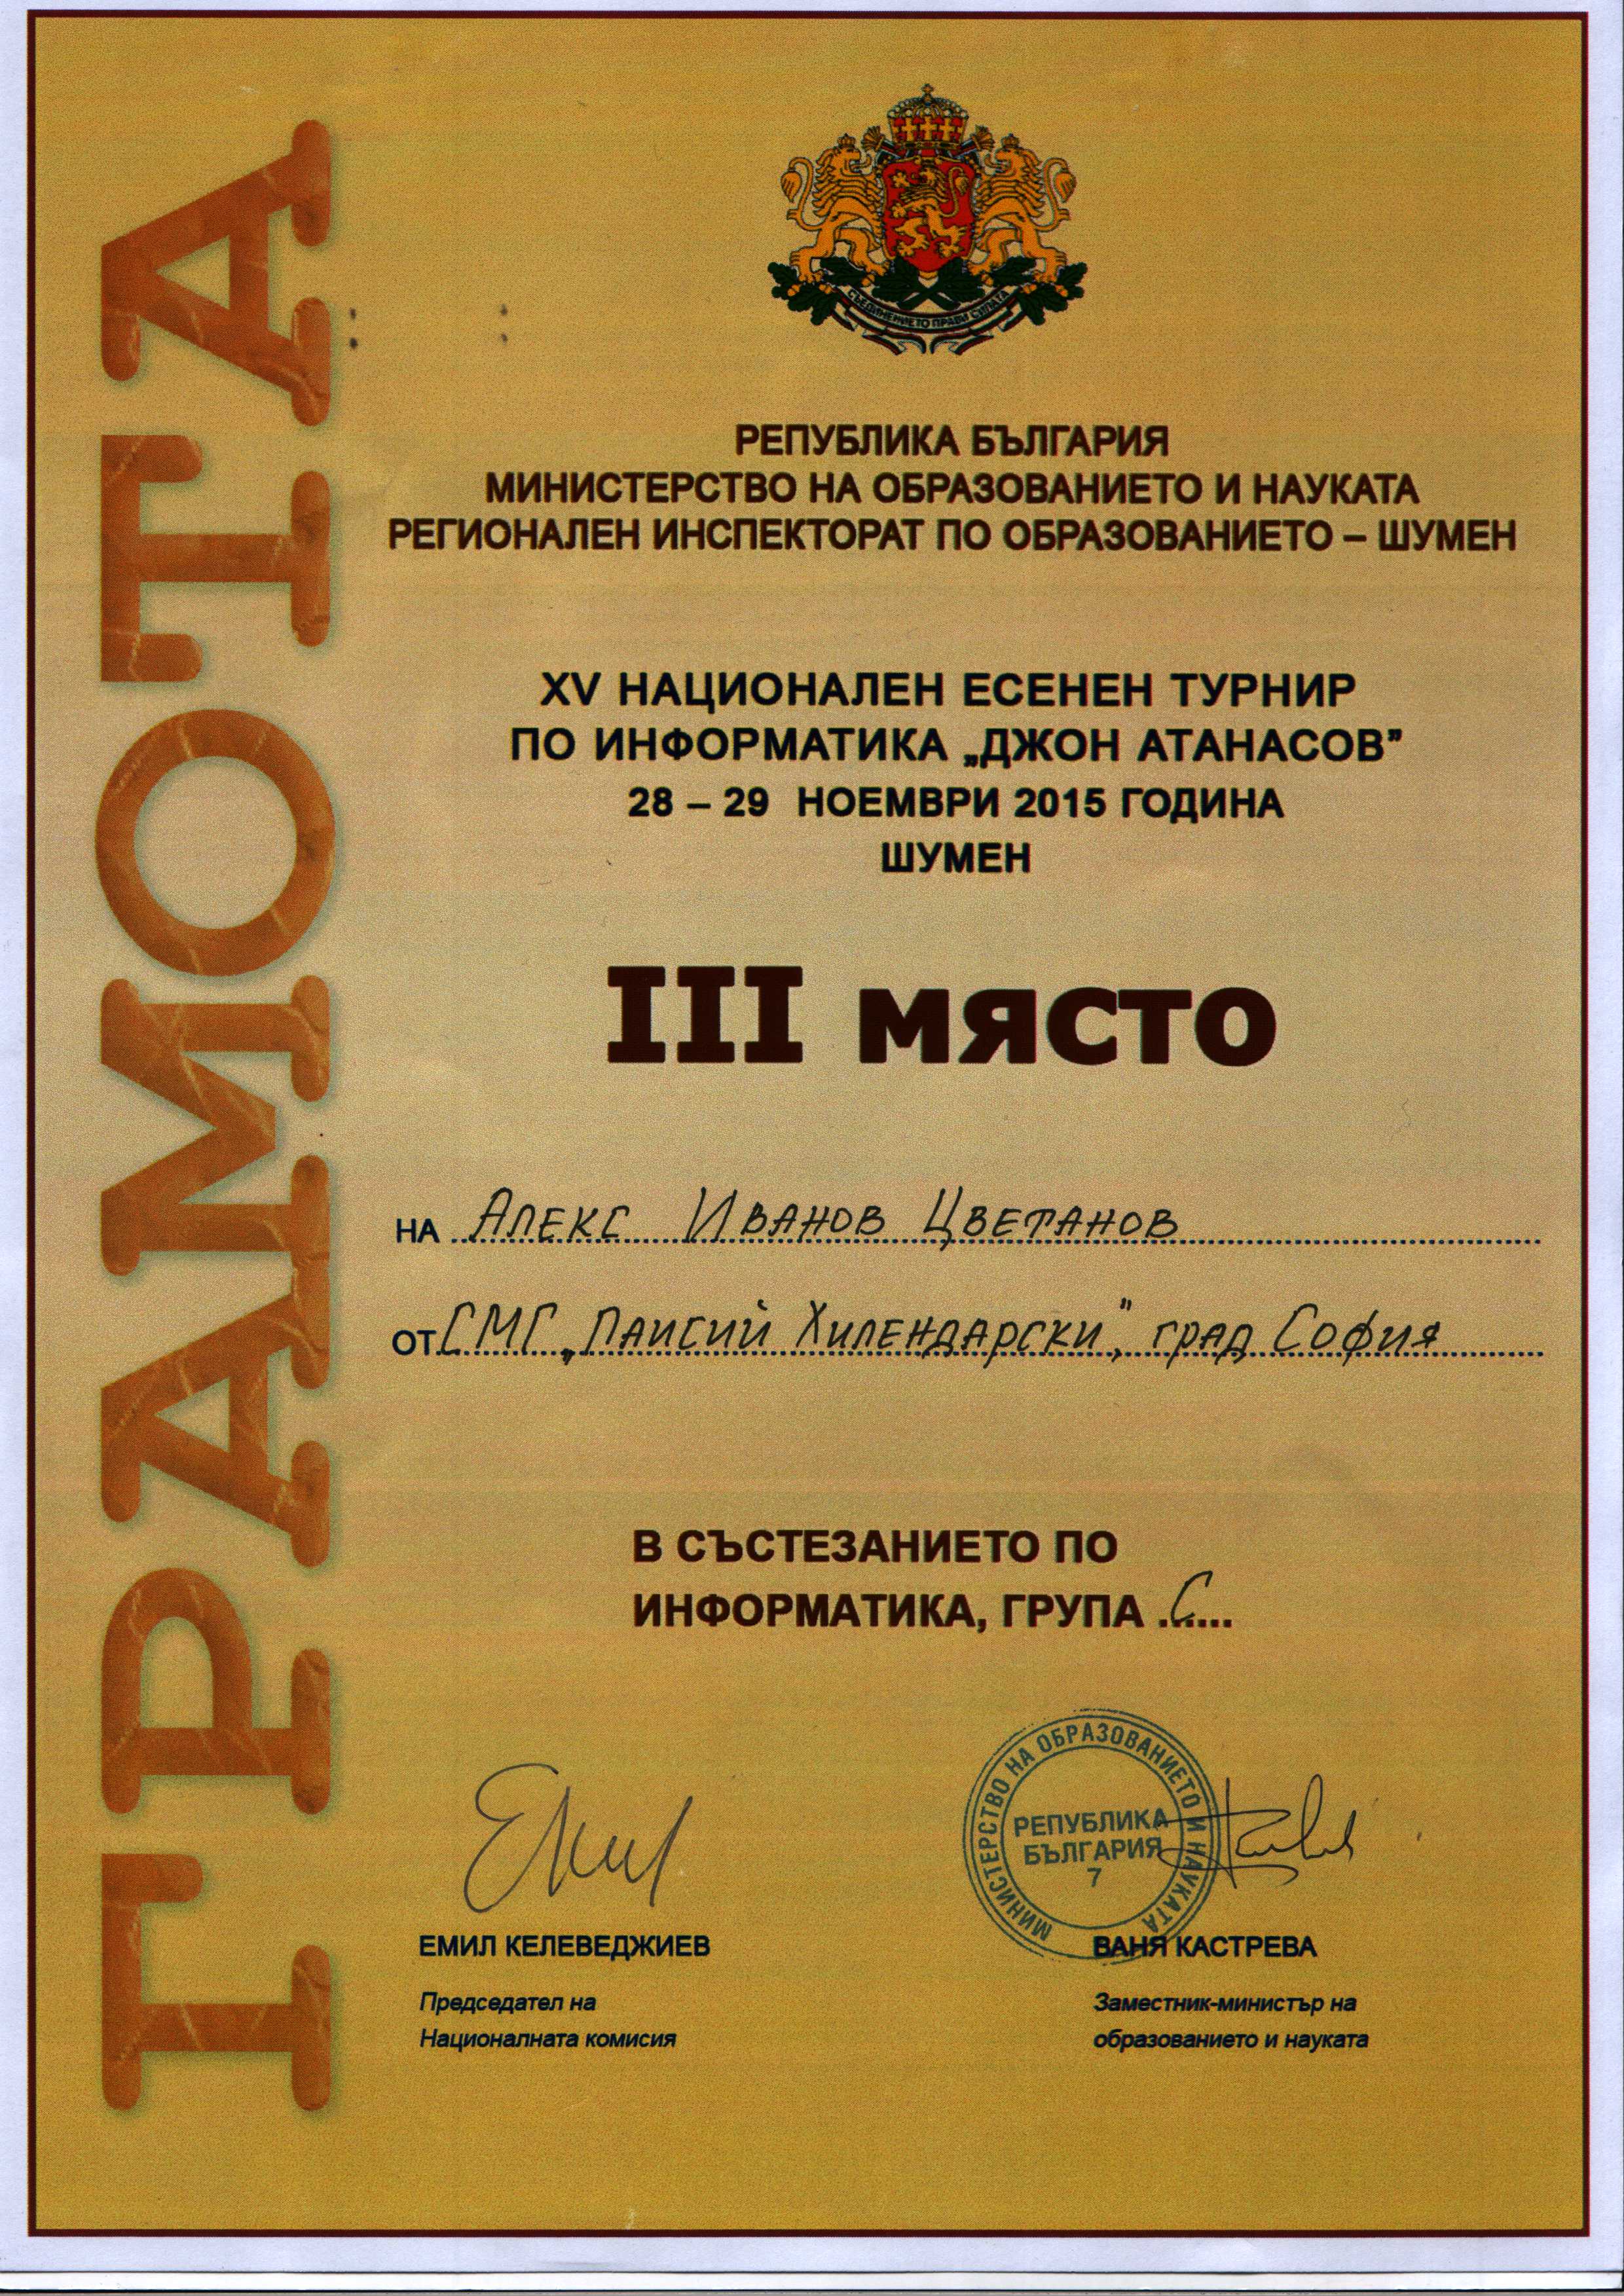 ГРАМОТА
СЪЕДИНЕНИЕТО ПРАВИ СИЛАТА
РЕПУБЛИКА БЪЛГАРИЯ
МИНИСТЕРСТВО НА ОБРАЗОВАНИЕТО И НАУКАТА
РЕГИОНАЛЕН ИНСПЕКТОРАТ ПО ОБРАЗОВАНИЕТО – ШУМЕН
XV НАЦИОНАЛЕН ЕСЕНЕН ТУРНИР
ПО ИНФОРМАТИКА „ДЖОН АТАНАСОВ”
28 – 29 НОЕМВРИ 2015 ГОДИНА
ШУМЕН
III МЯСТО
НА Алекс Иванов Цветанов
ОТ СМГ „Паисий Хилендарски”, град София
В СЪСТЕЗАНИЕТО ПО
ИНФОРМАТИКА, ГРУПА С
Емил
МИНИСТЕРСТВО НА ОБРАЗОВАНИЕТО И НАУКАТА
РЕПУБЛИКА
БЪЛГАРИЯ
7
ЕМИЛ КЕЛЕВЕДЖИЕВ
Председател на
Националната комисия
ВАНЯ КАСТРЕВА
Заместник-министър на
образованието и науката